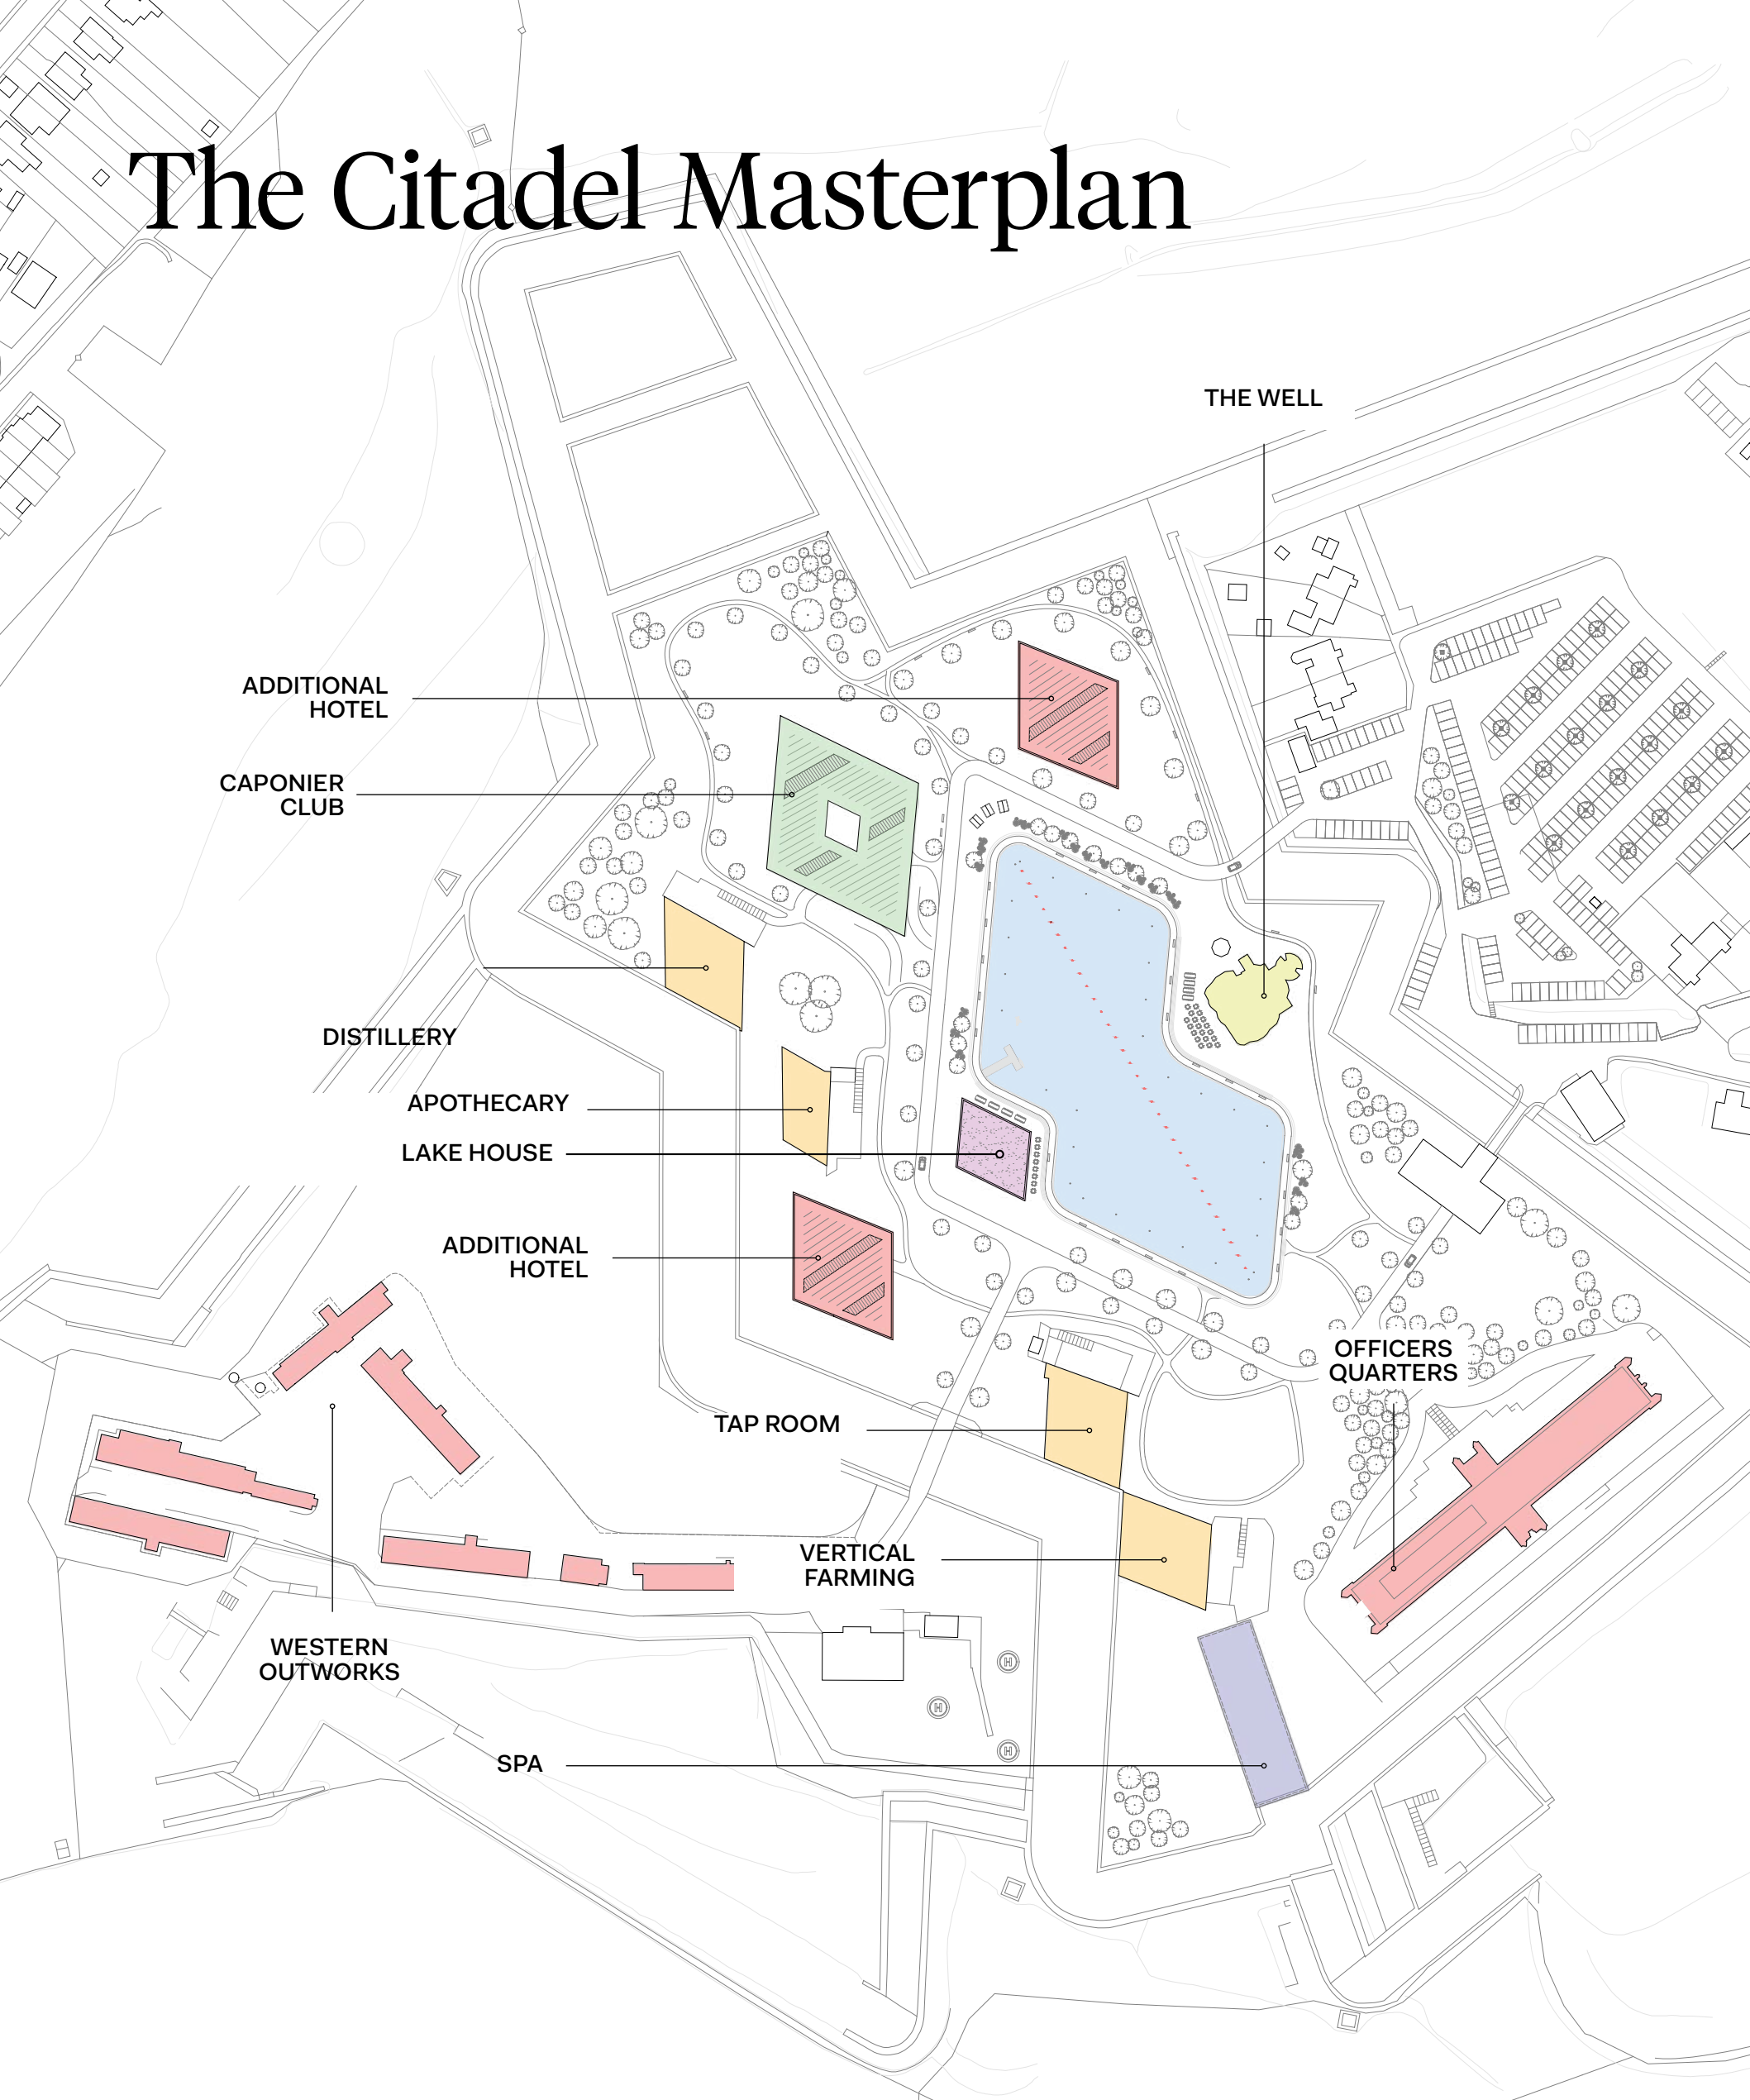 The Citadel Masterplan
THE WELL
ADDITIONAL
HOTEL
CAPONIER
CLUB
DISTILLERY
APOTHECARY
LAKE HOUSE
ADDITIONAL
HOTEL
OFFICERS
QUARTERS
TAP ROOM
VERTICAL
FARMING
WESTERN
OUTWORKS
H
H
SPA
H